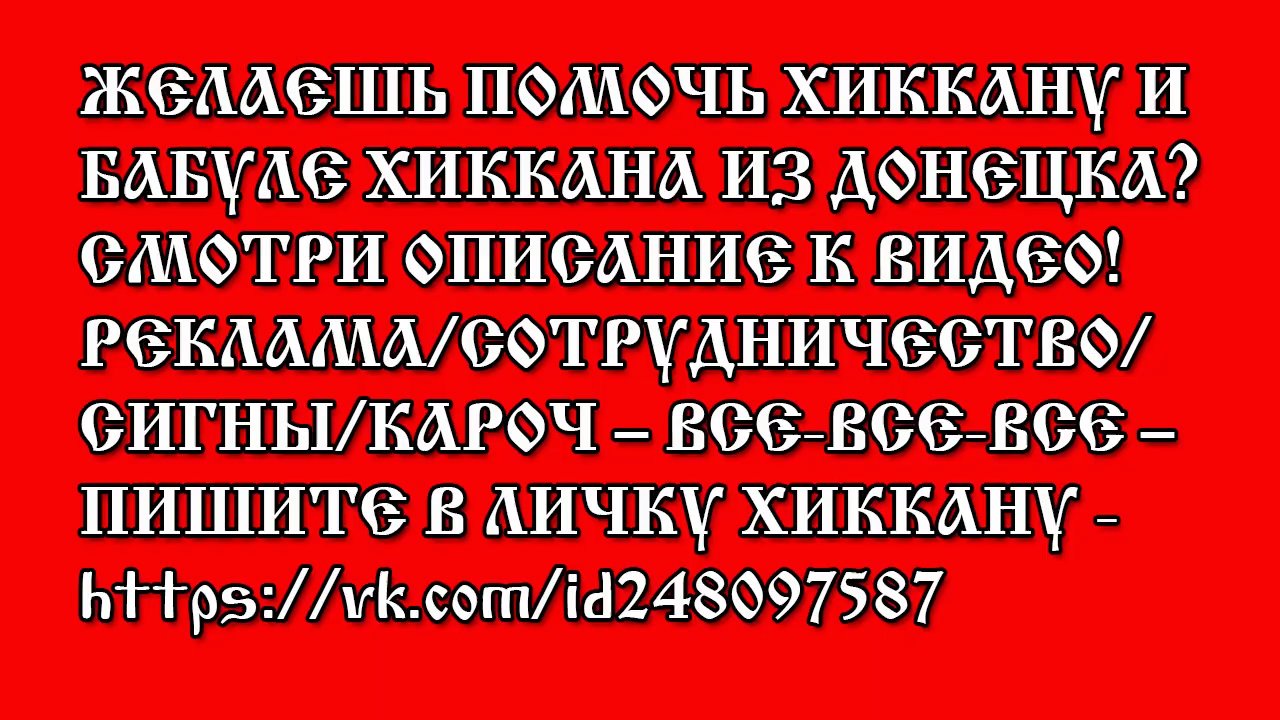 ЖЕЛАЕШЬ ПОМОЧЬ ХИККАНУ И
БАБУЛЕ ХИККАНА ИЗ ДОНЕЦКА?
СМОТРИ ОПИСАНИЕ К ВИДЕО!
РЕКЛАМА/СОТРУДНИЧЕСТВО/
СИГНЫ/КАРОЧ – ВСЕ-ВСЕ-ВСЕ –
ПИШИТЕ В ЛИЧКУ ХИККАНУ -
https://vk.com/id248097587